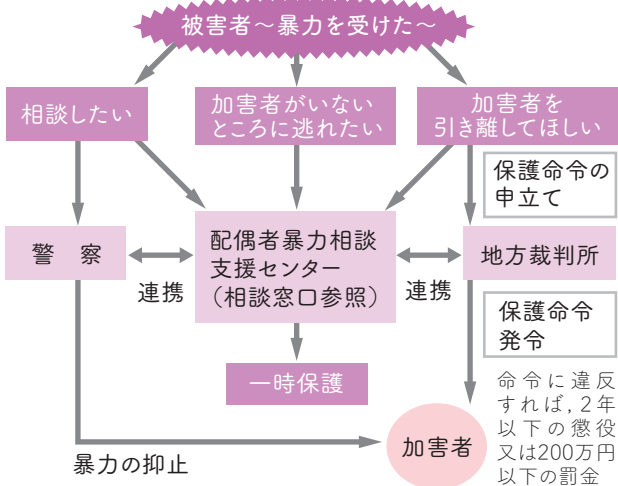 被害者～暴力を受けた～
相談したい
加害者がいない
ところに逃れたい
加害者を
引き離してほしい
保護命令の
申立て
警　察
連携
配偶者暴力相談
支援センター
（相談窓口参照）
連携
地方裁判所
保護命令
発令
一時保護
命令に違反
すれば，2年
以下の懲役
又は200万円
以下の罰金
加害者
暴力の抑止